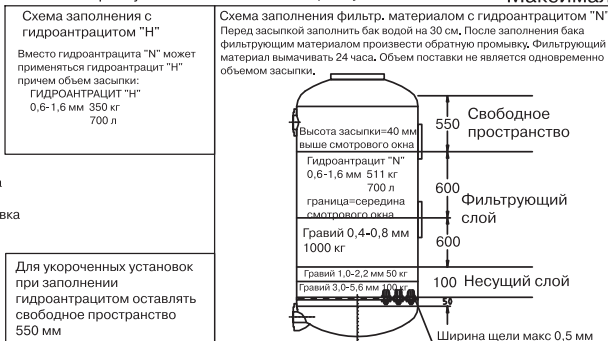 Схема заполнения с
гидроантрацитом "Н"
Вместо гидроантрацита "N" может
применяться гидроантрацит "Н"
причем объем засыпки:
ГИДРОАНТРАЦИТ "Н"
0,6-1,6 мм 350 кг
700 л
Схема заполнения фильтр. материалом с гидроантрацитом "N"
Перед засыпкой заполнить бак водой на 30 см. После заполнения бака
фильтрующим материалом произвести обратную промывку. Фильтрующий
материал вымачивать 24 часа. Объем поставки не является одновременно
объемом засыпки.
Высота засыпки=40 мм
выше смотрового окна
Гидроантрацит "N"
0,6-1,6 мм 511 кг
700 л
граница=середина
смотрового окна
Гравий 0,4-0,8 мм
1000 кг
Гравий 1,0-2,2 мм 50 кг
Гравий 3,0-5,6 мм 100 кг
550 Свободное
пространство
600
Фильтрующий
слой
600
100 Несущий слой
50
Ширина щели макс 0,5 мм
вка
Для укороченных установок
при заполнении
гидроантрацитом оставлять
свободное пространство
550 мм